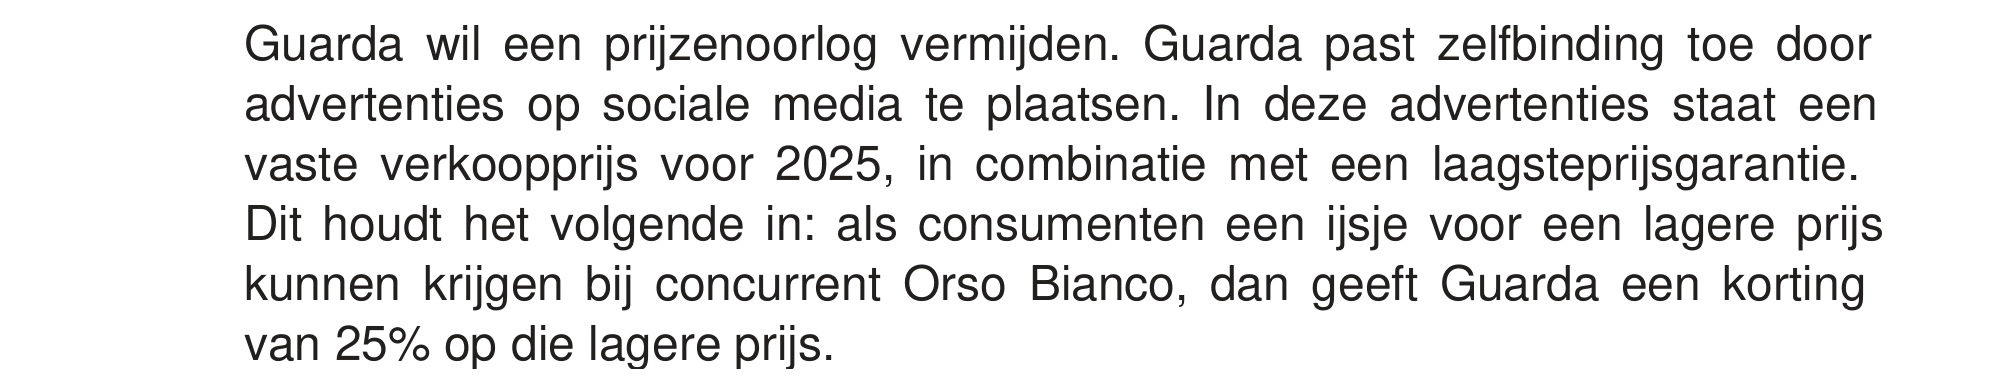 Guarda wil een prijzenoorlog vermijden. Guarda past zelfbinding toe door
advertenties op sociale media te plaatsen. In deze advertenties staat een
vaste verkoopprijs voor 2025, in combinatie met een laagsteprijsgarantie.
Dit houdt het volgende in: als consumenten een ijsje voor een lagere prijs
kunnen krijgen bij concurrent Orso Bianco, dan geeft Guarda een korting
van 25% op die lagere prijs.